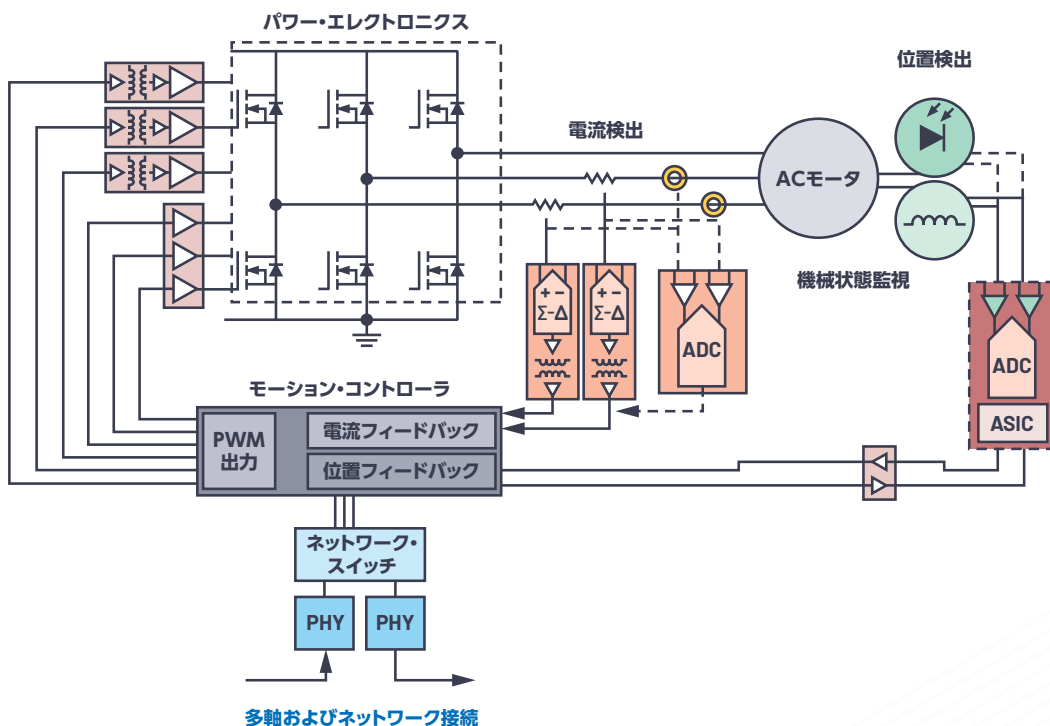 パワー・エレクトロニクス
位置検出
電流検出
ACモータ
機械状態監視
+ -
Σ-Δ
+ -
Σ-Δ
ADC
ADC
ASIC
モーション・コントローラ
PWM
出力
電流フィードバック
位置フィードバック
ネットワーク・
スイッチ
PHY
PHY
多軸およびネットワーク接続